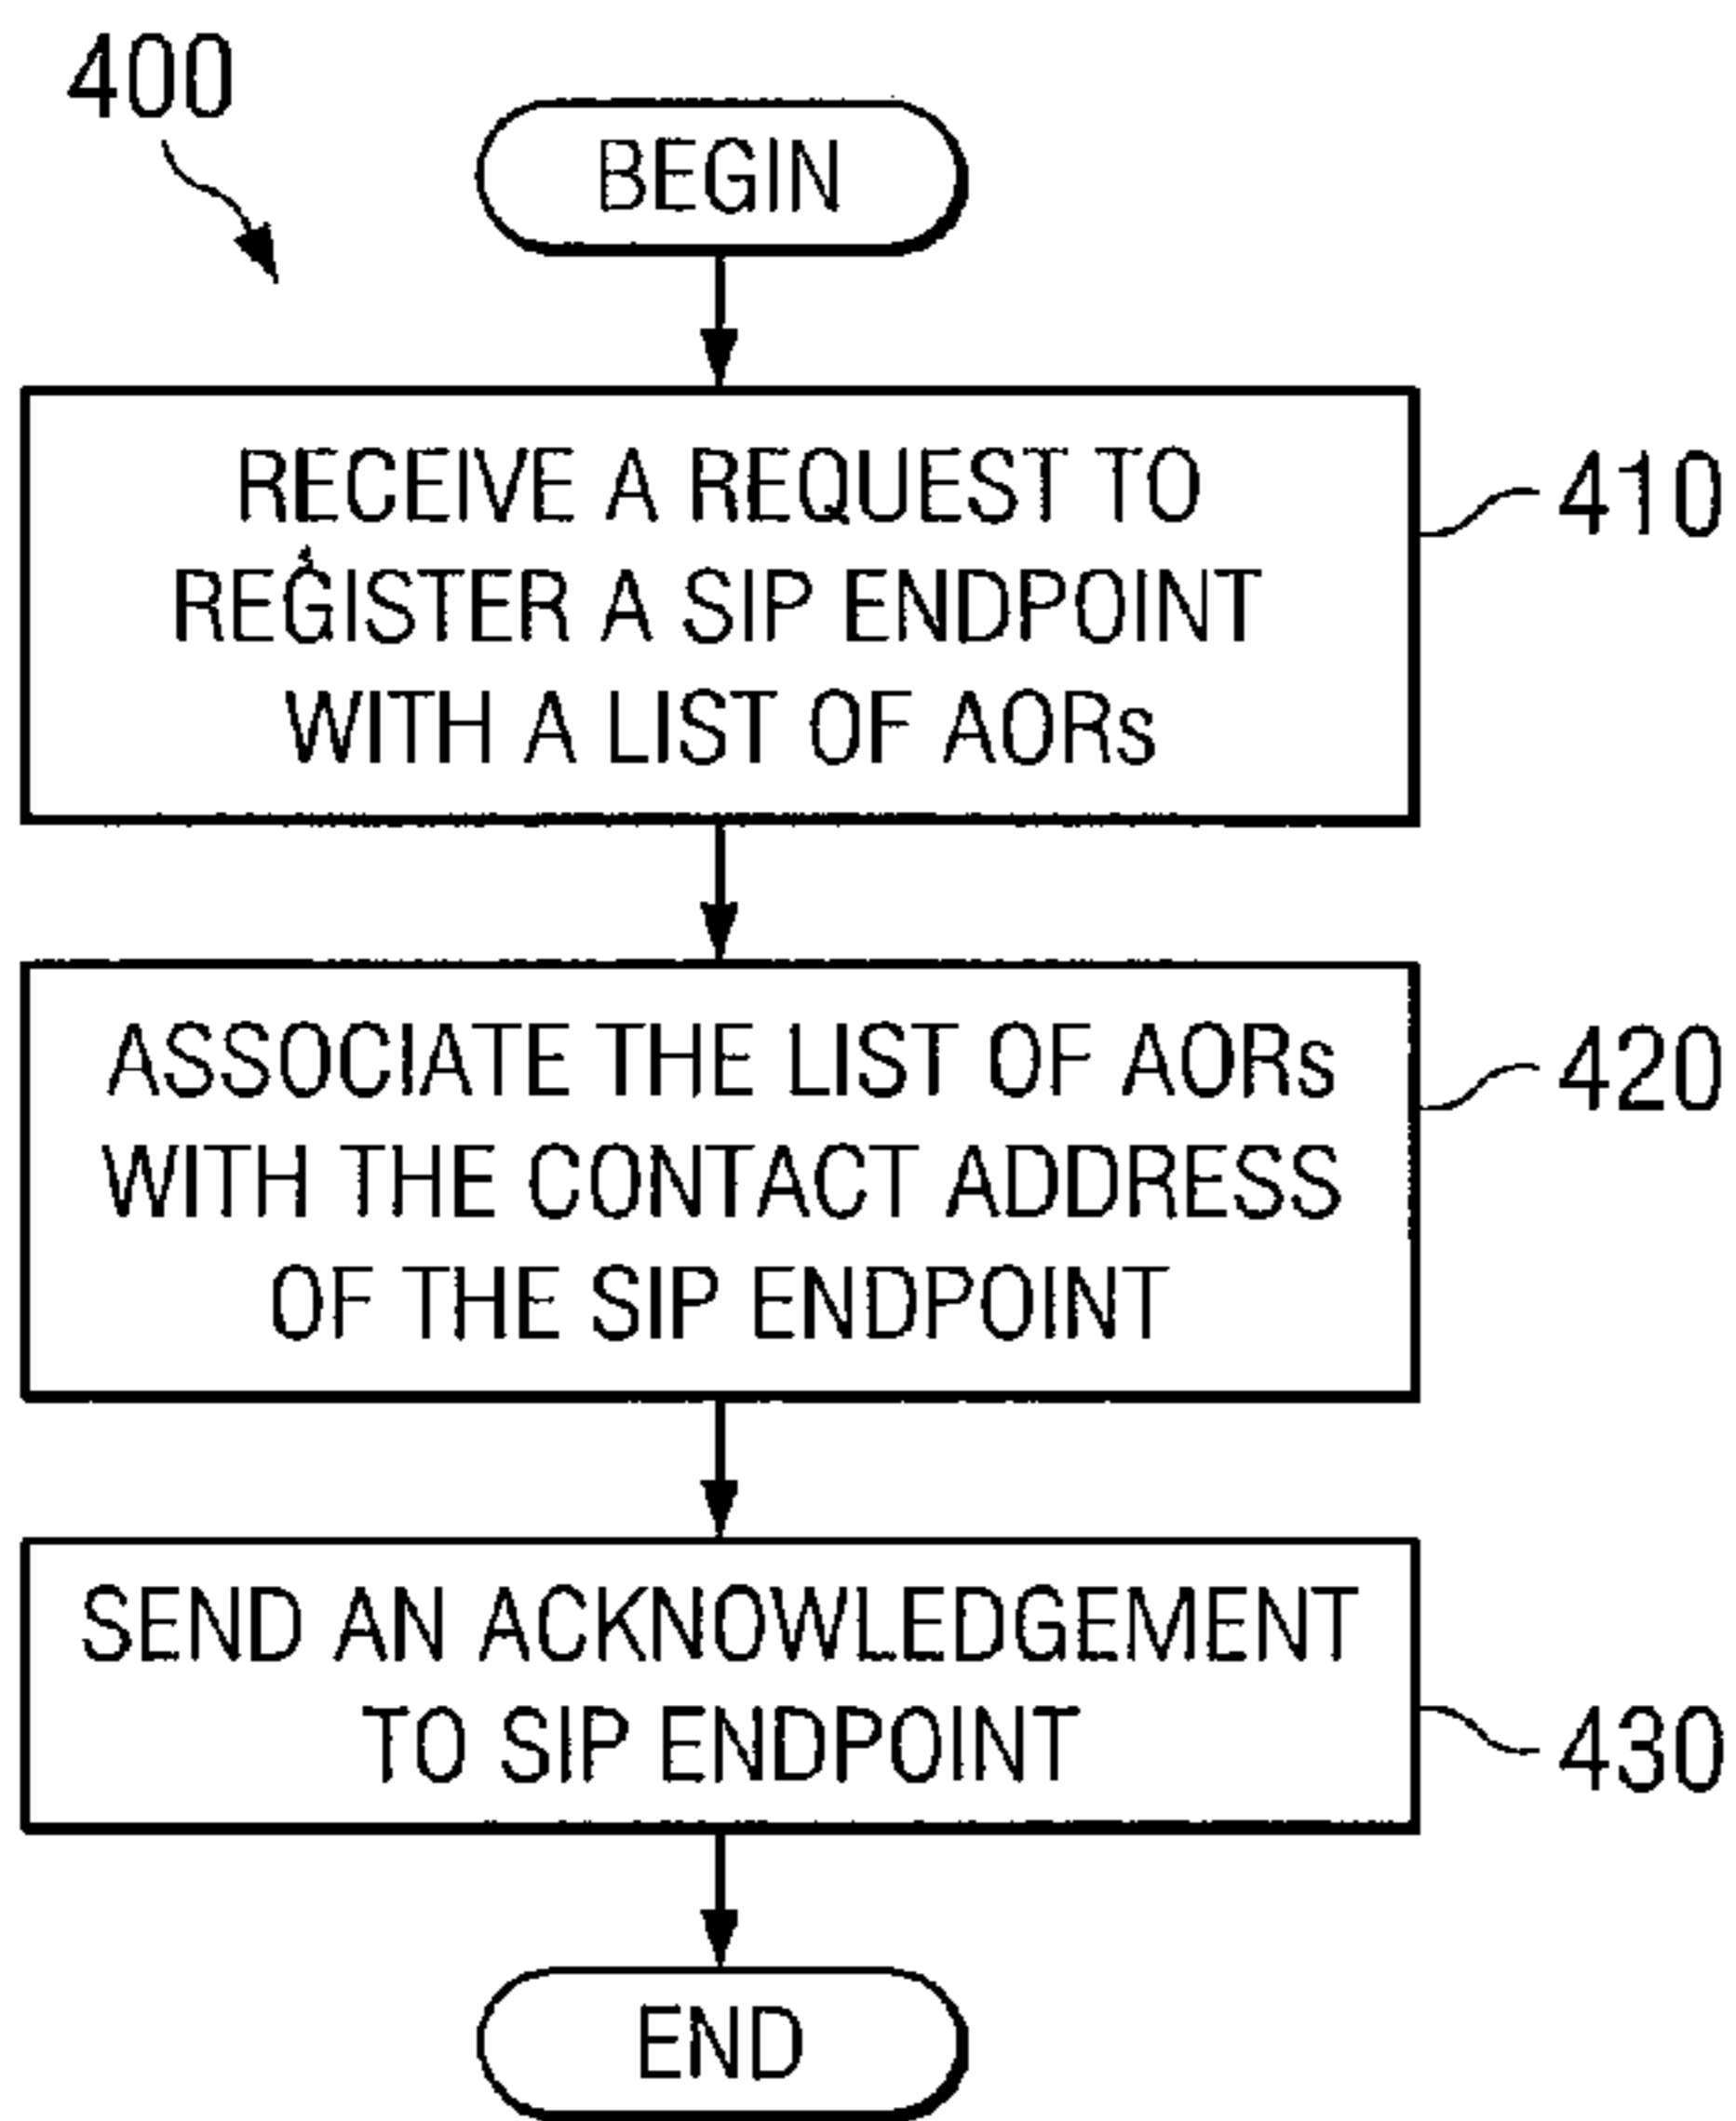 400
BEGIN
RECEIVE A REQUEST TO
REGISTER A SIP ENDPOINT
WITH A LIST OF AORs
410
ASSOCIATE THE LIST OF AORs
WITH THE CONTACT ADDRESS
OF THE SIP ENDPOINT
420
SEND AN ACKNOWLEDGEMENT
TO SIP ENDPOINT
430
END